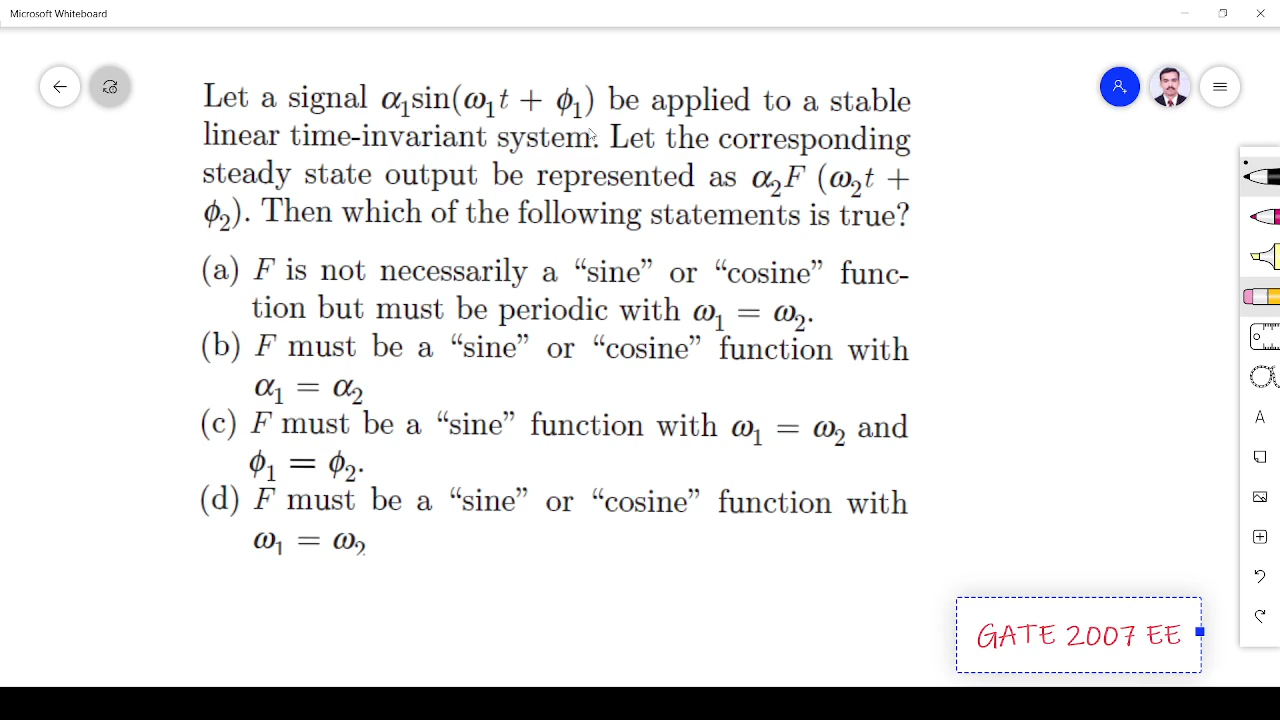 Microsoft Whiteboard
Let a signal α₁sin(ω₁t + ϕ₁) be applied to a stable
linear time-invariant system. Let the corresponding
steady state output be represented as α₂F (ω₂t +
ϕ₂). Then which of the following statements is true?
(a) F is not necessarily a “sine” or “cosine” func-
tion but must be periodic with ω₁ = ω₂.
(b) F must be a “sine” or “cosine” function with
α₁ = α₂
(c) F must be a “sine” function with ω₁ = ω₂ and
ϕ₁ = ϕ₂.
(d) F must be a “sine” or “cosine” function with
ω₁ = ω₂
GATE 2007 EE